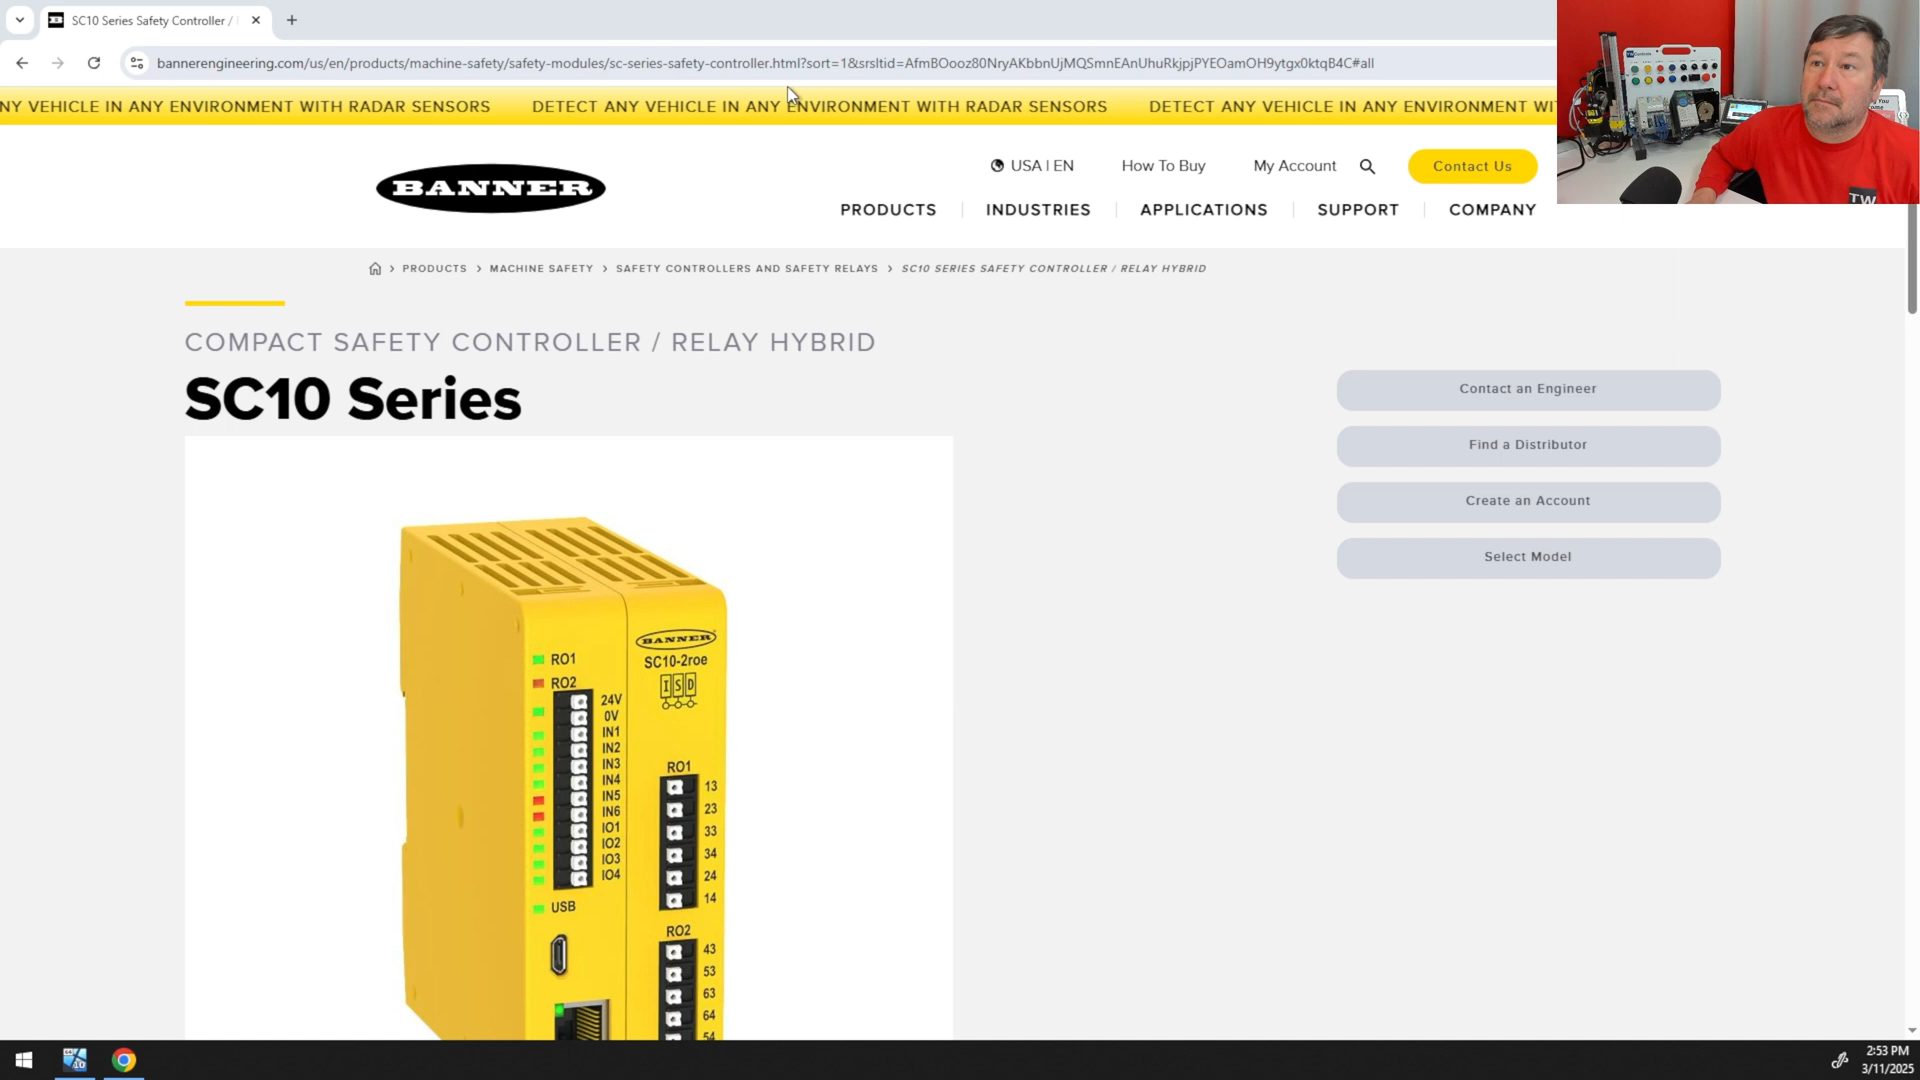 SC10 Series Safety Controller /
bannerengineering.com/us/en/products/machine-safety/safety-modules/sc-series-safety-controller.html?sort=1&srsltid=AfmBOooz80NryAKbbnUjMQSmnEAnUhuRkjpjPYEOamOH9ytgx0ktqB4C#all
NY VEHICLE IN ANY ENVIRONMENT WITH RADAR SENSORS DETECT ANY VEHICLE IN ANY ENVIRONMENT WITH RADAR SENSORS DETECT ANY VEHICLE IN ANY ENVIRONMENT WIT
BANNER
USA | EN How To Buy My Account Contact Us
PRODUCTS INDUSTRIES APPLICATIONS SUPPORT COMPANY
PRODUCTS > MACHINE SAFETY > SAFETY CONTROLLERS AND SAFETY RELAYS > SC10 SERIES SAFETY CONTROLLER / RELAY HYBRID
COMPACT SAFETY CONTROLLER / RELAY HYBRID
SC10 Series
Contact an Engineer
Find a Distributor
Create an Account
Select Model
BANNER
SC10-2roe
ISD
RO1
RO2
24V
0V
IN1
IN2
IN3
IN4
IN5
IN6
IO1
IO2
IO3
IO4
USB
RO1
13
23
33
34
24
14
RO2
43
53
63
64
54
TW
2:53 PM
3/11/2025